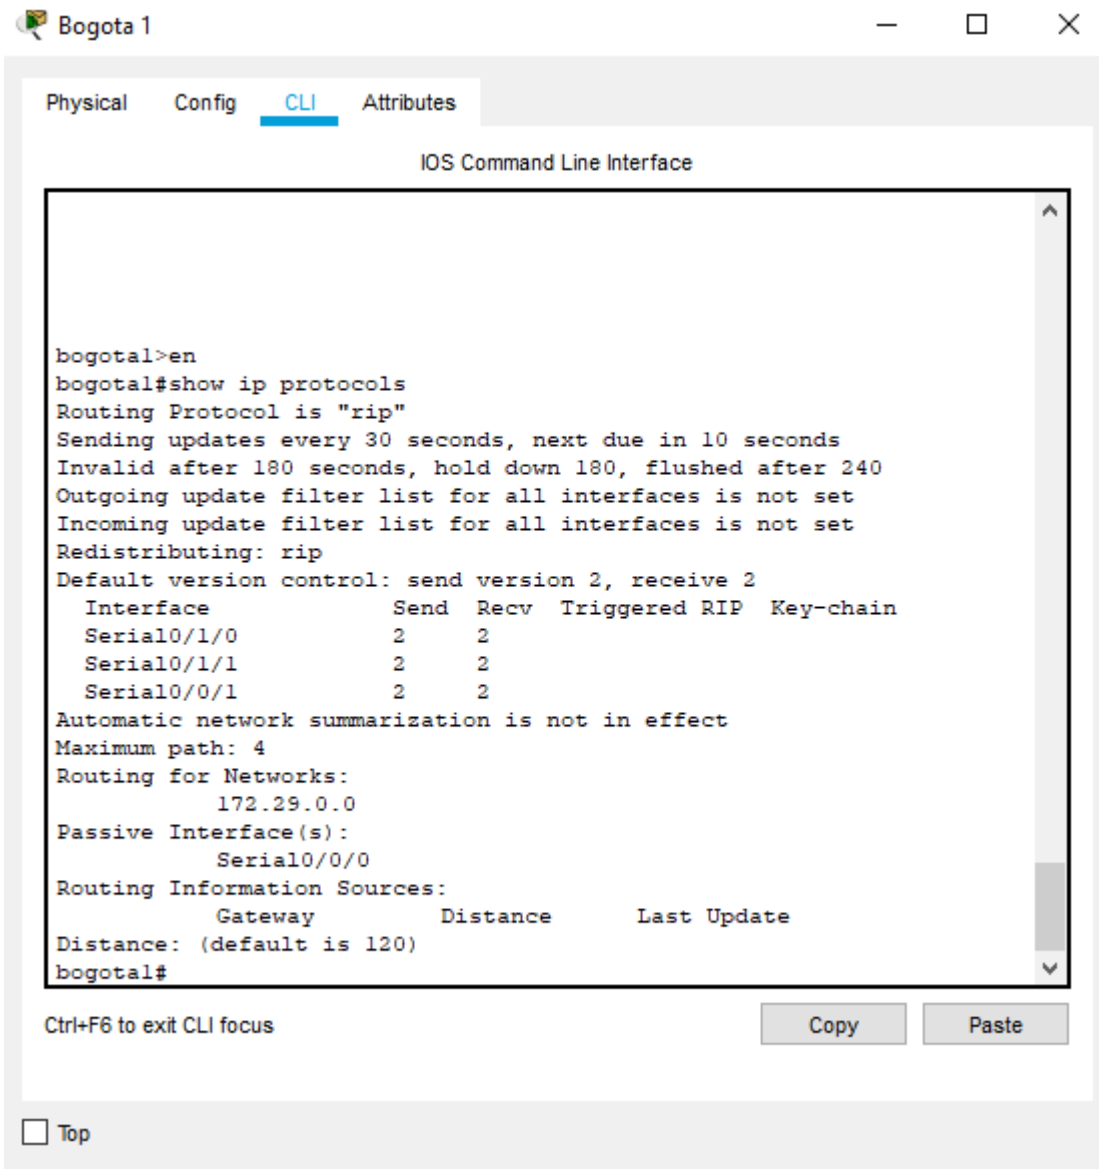 Bogota 1
Physical Config CLI Attributes
IOS Command Line Interface
bogota1>en
bogota1#show ip protocols
Routing Protocol is "rip"
Sending updates every 30 seconds, next due in 10 seconds
Invalid after 180 seconds, hold down 180, flushed after 240
Outgoing update filter list for all interfaces is not set
Incoming update filter list for all interfaces is not set
Redistributing: rip
Default version control: send version 2, receive 2
Interface Send Recv Triggered RIP Key-chain
Serial0/1/0 2 2
Serial0/1/1 2 2
Serial0/0/1 2 2
Automatic network summarization is not in effect
Maximum path: 4
Routing for Networks:
172.29.0.0
Passive Interface(s):
Serial0/0/0
Routing Information Sources:
Gateway Distance Last Update
Distance: (default is 120)
bogota1#
Ctrl+F6 to exit CLI focus
Copy Paste
Top